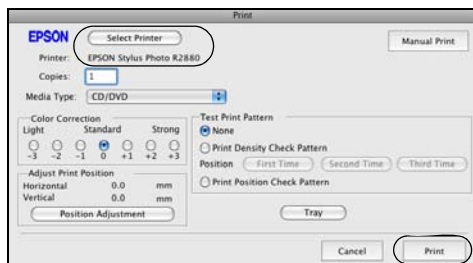 Print
EPSON Select Printer Manual Print
Printer: EPSON Stylus Photo R2880
Copies: 1
Media Type: CD/DVD
Color Correction
Light Standard Strong
-3 -2 -1 0 +1 +2 +3
Adjust Print Position
Horizontal 0.0 mm
Vertical 0.0 mm
Position Adjustment
Test Print Pattern
None
Print Density Check Pattern
Position First Time Second Time Third Time
Print Position Check Pattern
Tray
Cancel Print